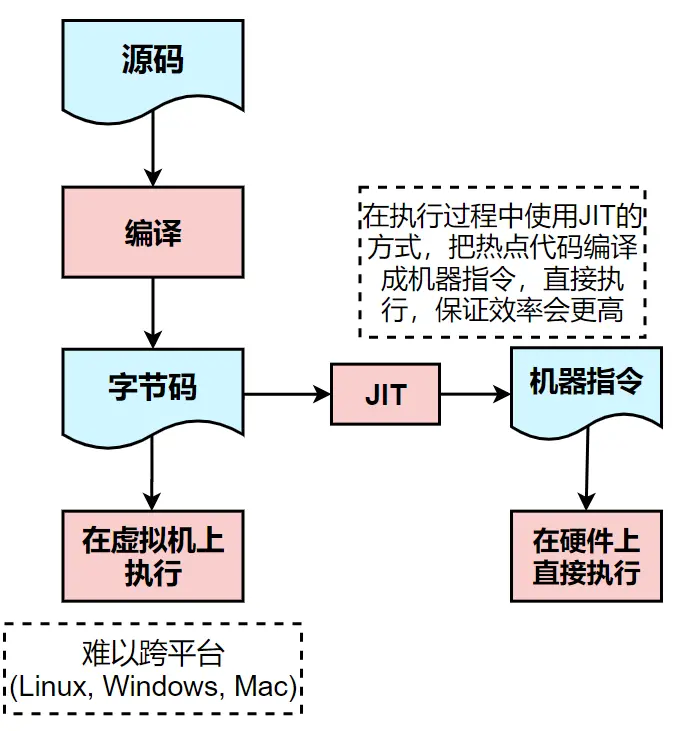 源码
编译
在执行过程中使用JIT的
方式，把热点代码编译
成机器指令，直接执
行，保证效率会更高
字节码
JIT
机器指令
在虚拟机上
执行
在硬件上
直接执行
难以跨平台
(Linux, Windows, Mac)